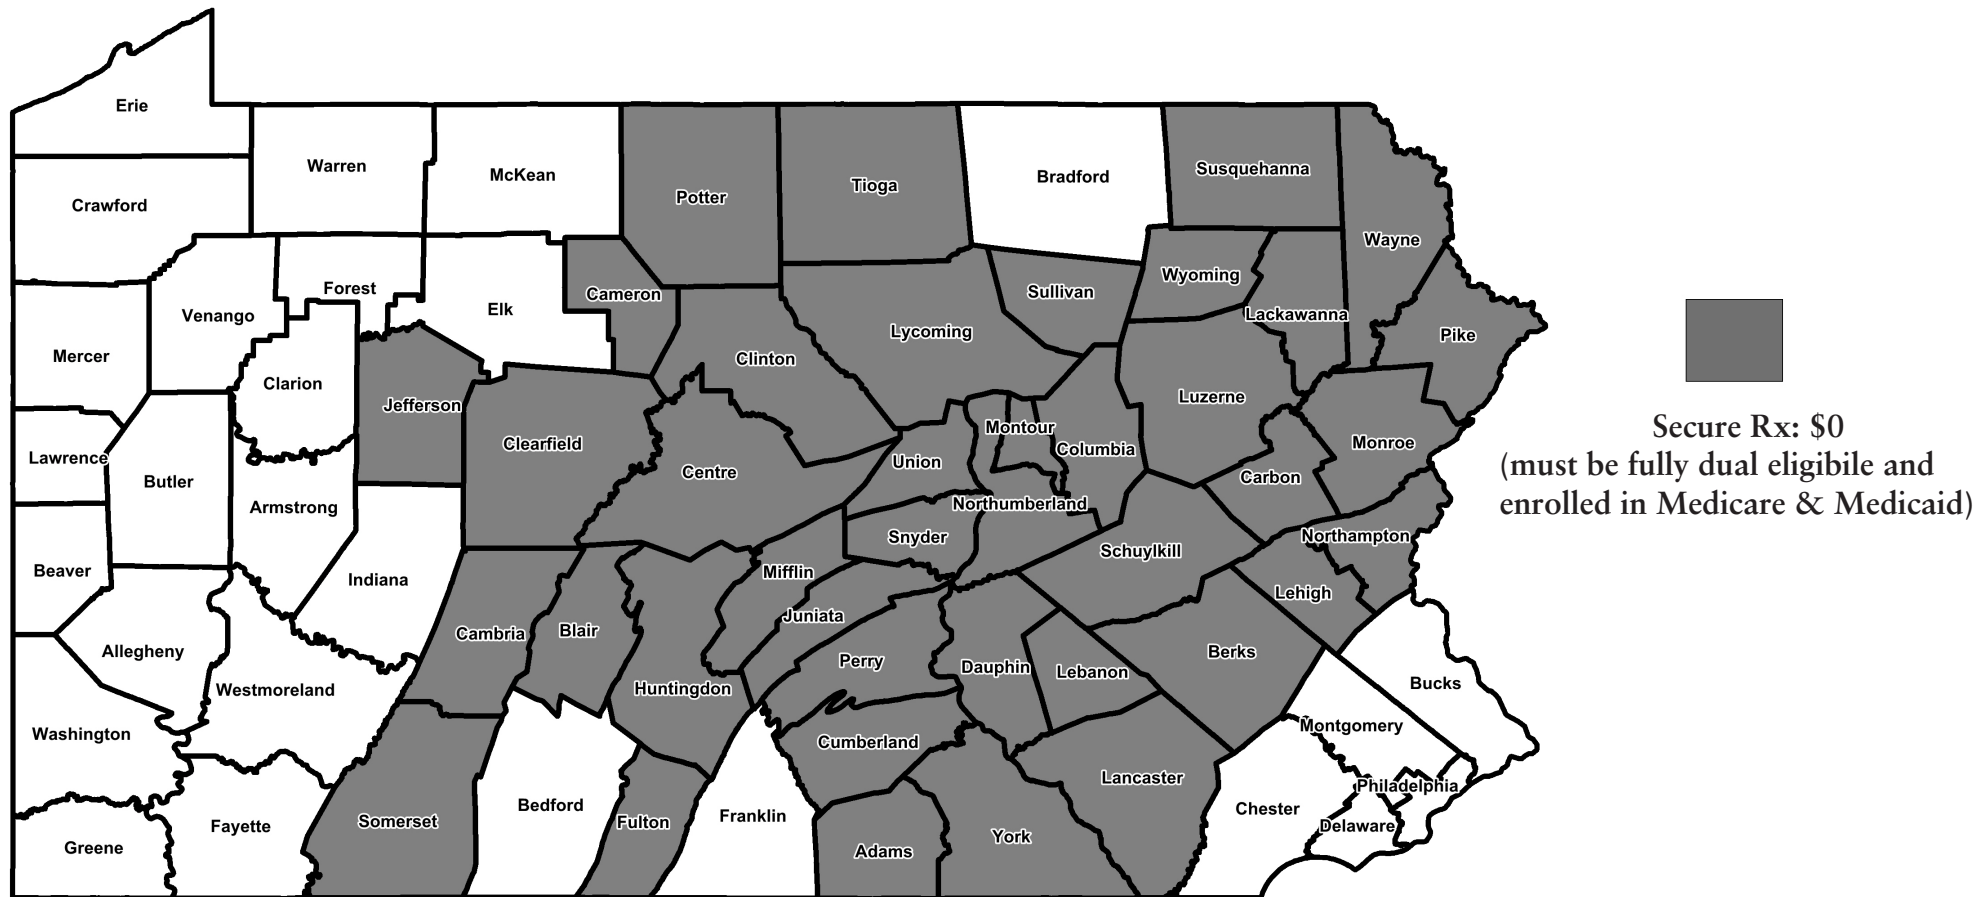 Erie
Warren
McKean
Crawford
Potter
Tioga
Bradford
Susquehanna
Wayne
Forest
Venango
Elk
Cameron
Sullivan
Wyoming
Lackawanna
Pike
Mercer
Clarion
Jefferson
Clinton
Lycoming
Luzerne
Monroe
Lawrence
Butler
Clearfield
Centre
Union
Montour
Columbia
Carbon
Armstrong
Northumberland
Snyder
Schuylkill
Northampton
Beaver
Indiana
Mifflin
Lehigh
Juniata
Cambria
Blair
Allegheny
Perry
Dauphin
Lebanon
Berks
Westmoreland
Huntingdon
Bucks
Washington
Cumberland
Montgomery
Lancaster
Philadelphia
Bedford
Chester
Greene
Fayette
Somerset
Fulton
Franklin
Adams
York
Delaware
Secure Rx: $0
(must be fully dual eligibile and
enrolled in Medicare & Medicaid)